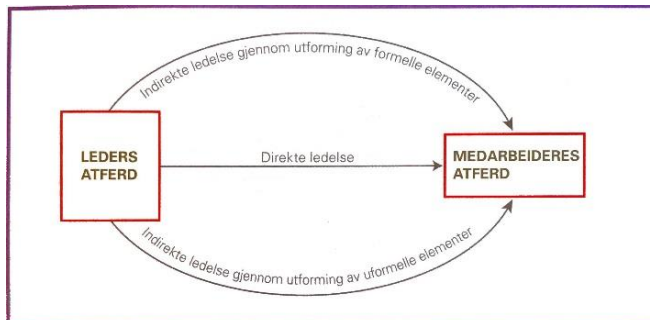 Indirekte ledelse gjennom utforming av formelle elementer
LEDERS
ATFERD
Direkte ledelse
MEDARBEIDERES
ATFERD
Indirekte ledelse gjennom utforming av uformelle elementer